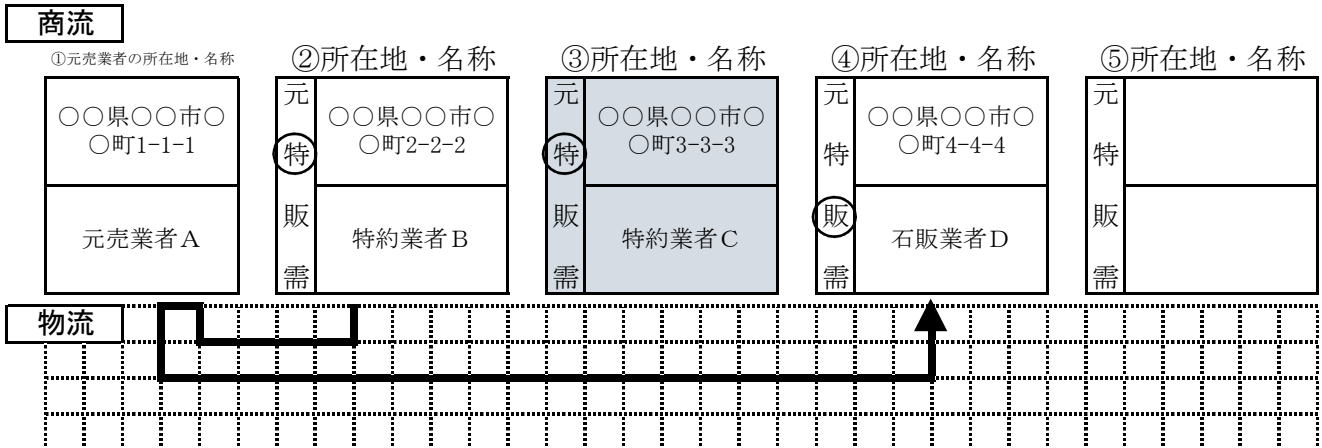 商流
①元売業者の所在地・名称
②所在地・名称
③所在地・名称
④所在地・名称
⑤所在地・名称
○○県○○市○
○町1-1-1
元売業者A
元
特
販
需
○○県○○市○
○町2-2-2
特約業者B
元
特
販
需
○○県○○市○
○町3-3-3
特約業者C
元
特
販
需
○○県○○市○
○町4-4-4
石販業者D
元
特
販
需
物流